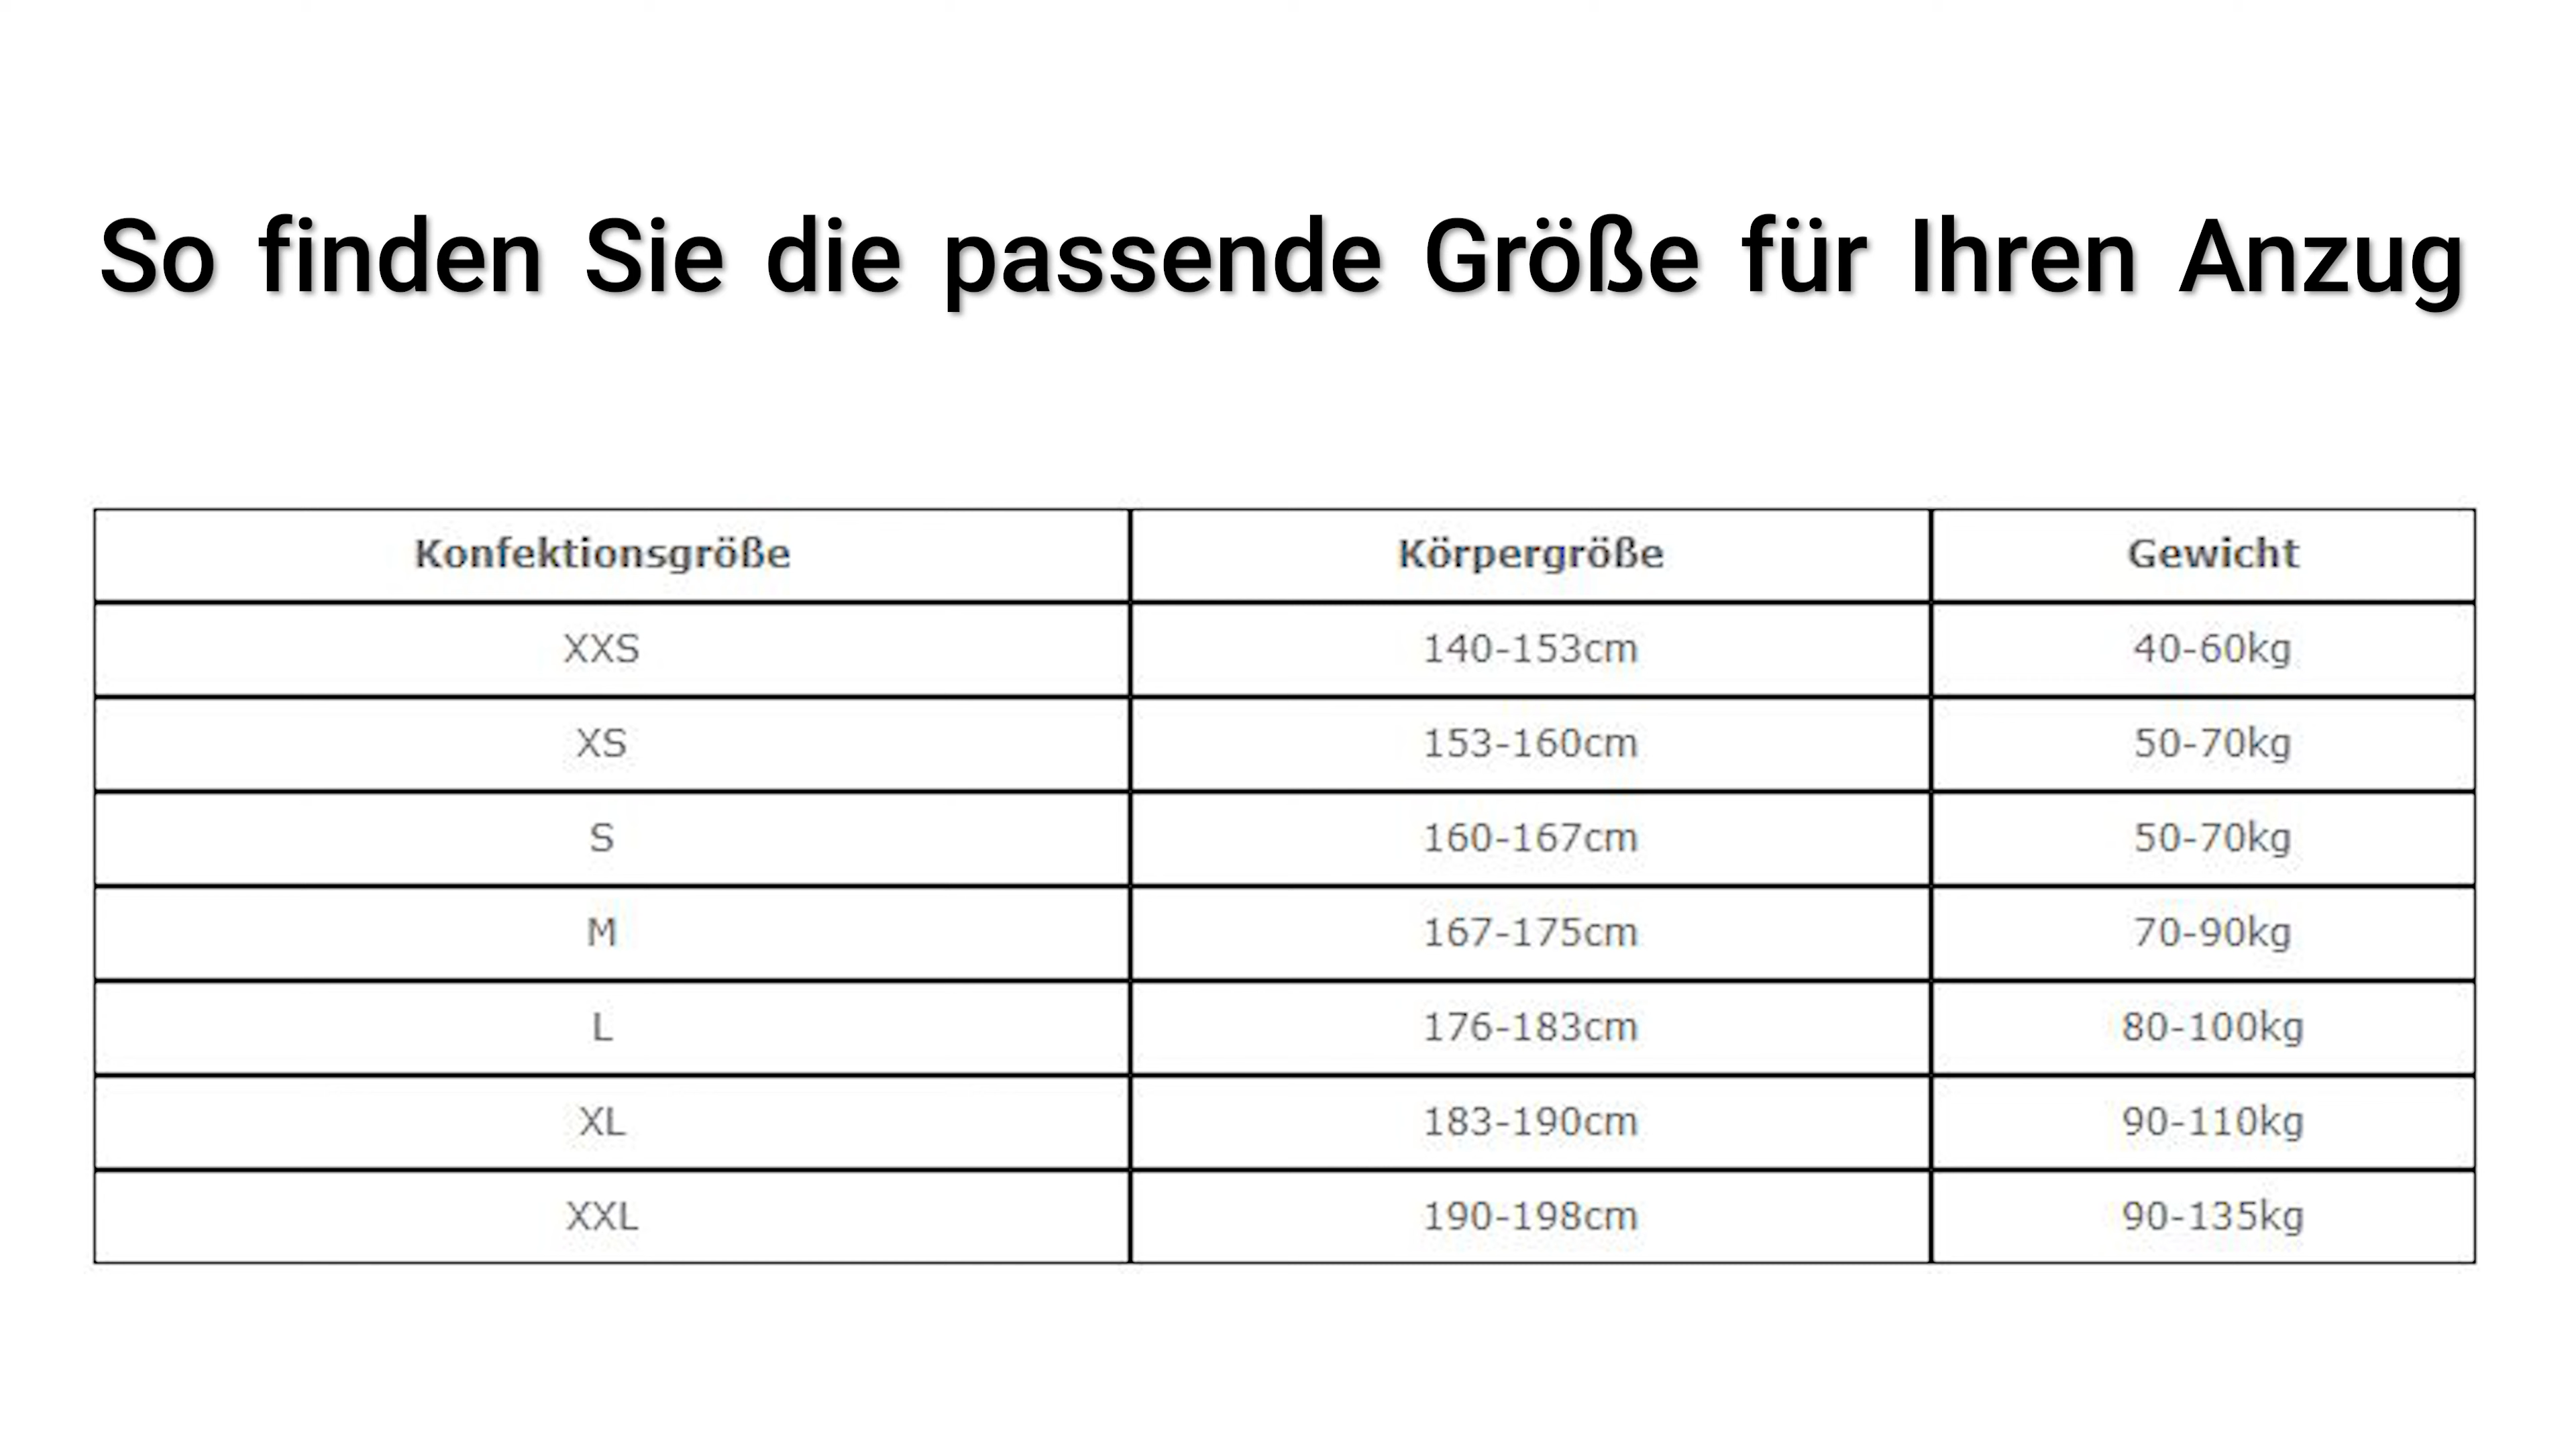 So finden Sie die passende Größe für Ihren Anzug
Konfektionsgröße Körpergröße Gewicht
XXS 140-153cm 40-60kg
XS 153-160cm 50-70kg
S 160-167cm 50-70kg
M 167-175cm 70-90kg
L 176-183cm 80-100kg
XL 183-190cm 90-110kg
XXL 190-198cm 90-135kg